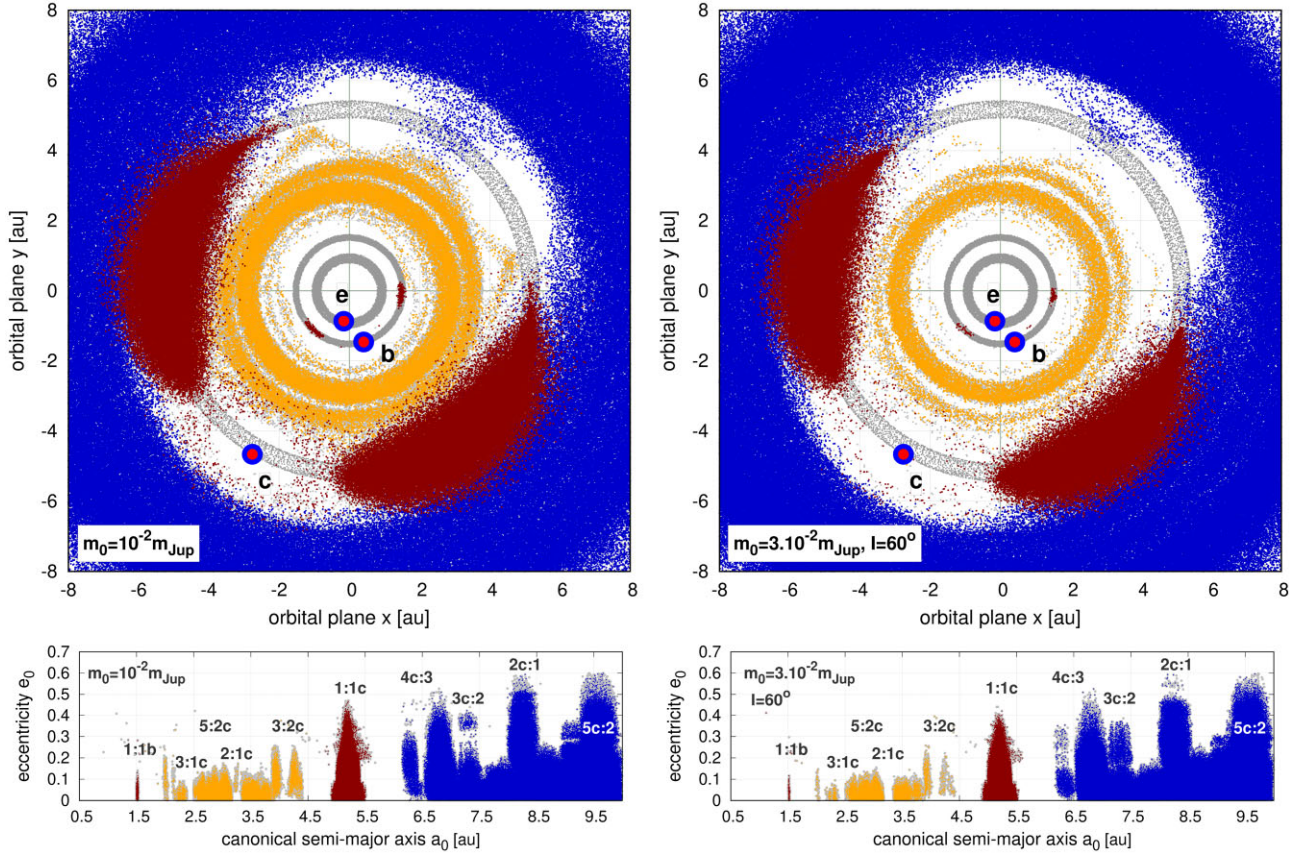 8
6
4
2
0
-2
-4
-6
-8
orbital plane y [au]
e
b
c
m₀=10⁻²mJup
-8 -6 -4 -2 0 2 4 6 8
orbital plane x [au]
8
6
4
2
0
-2
-4
-6
-8
orbital plane y [au]
e
b
c
m₀=3.10⁻²mJup, I=60°
-8 -6 -4 -2 0 2 4 6 8
orbital plane x [au]
0.7
0.6
0.5
0.4
0.3
0.2
0.1
0
eccentricity e₀
m₀=10⁻²mJup
1:1b
3:1c
5:2c
2:1c
3:2c
1:1c
4c:3
3c:2
2c:1
5c:2
0.5 1.5 2.5 3.5 4.5 5.5 6.5 7.5 8.5 9.5
canonical semi-major axis a₀ [au]
0.7
0.6
0.5
0.4
0.3
0.2
0.1
0
eccentricity e₀
m₀=3.10⁻²mJup
I=60°
1:1b
3:1c
5:2c
2:1c
3:2c
1:1c
4c:3
3c:2
2c:1
5c:2
0.5 1.5 2.5 3.5 4.5 5.5 6.5 7.5 8.5 9.5
canonical semi-major axis a₀ [au]